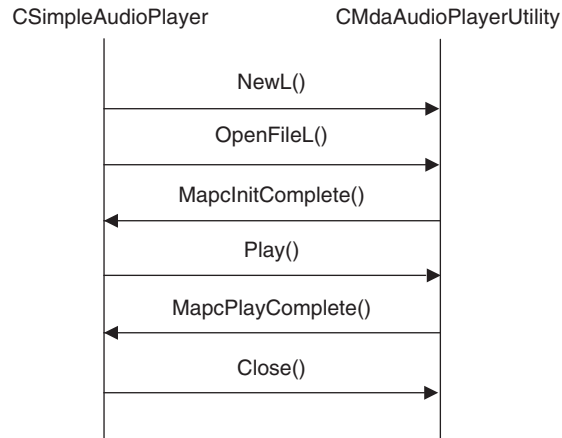 CSimpleAudioPlayer CMdaAudioPlayerUtility
NewL()
OpenFileL()
MapcInitComplete()
Play()
MapcPlayComplete()
Close()